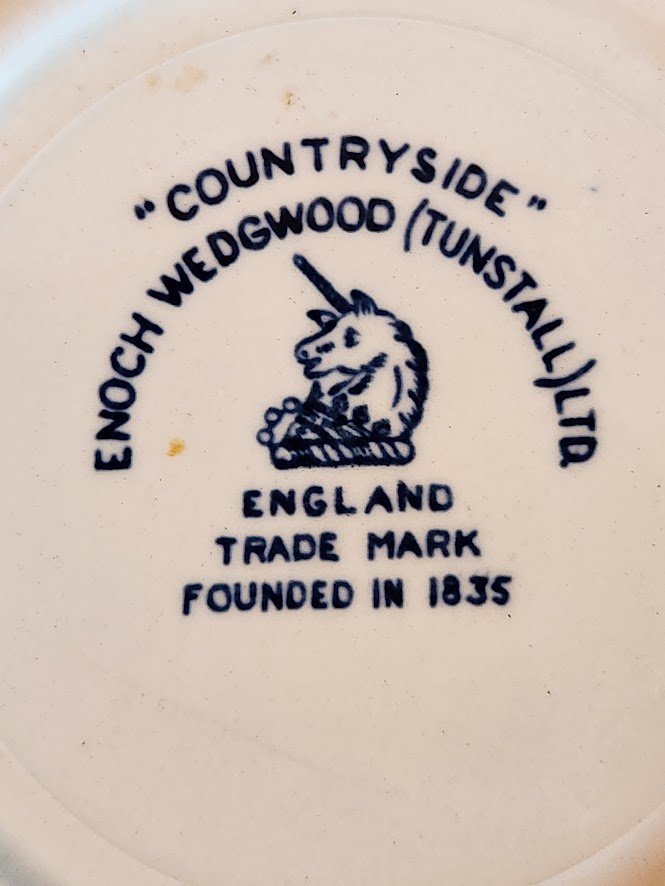 "COUNTRYSIDE"
ENOCH WEDGWOOD (TUNSTALL) LTD
ENGLAND
TRADE MARK
FOUNDED IN 1835